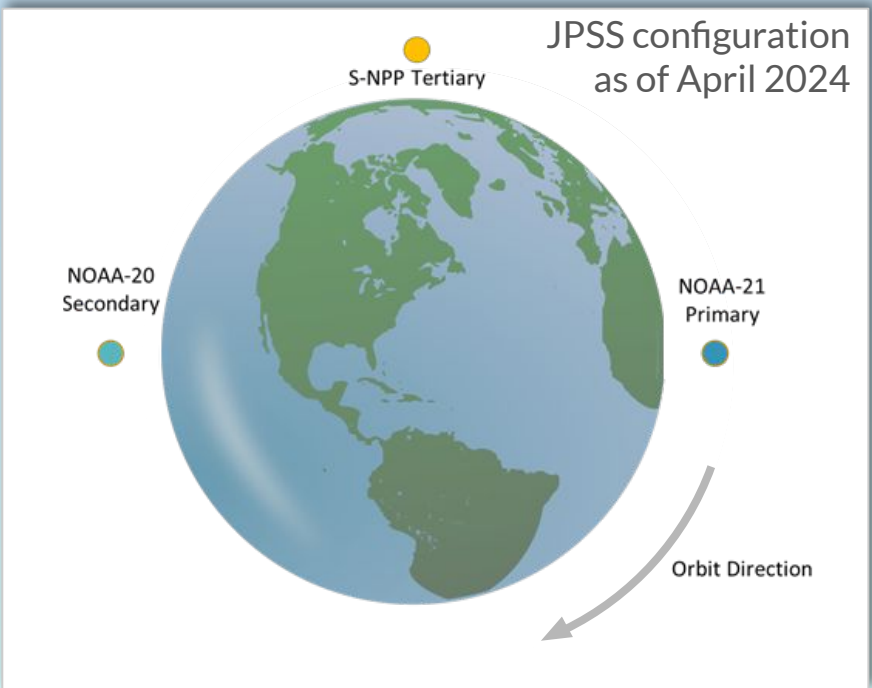 JPSS configuration
as of April 2024
S-NPP Tertiary
NOAA-20
Secondary
NOAA-21
Primary
Orbit Direction